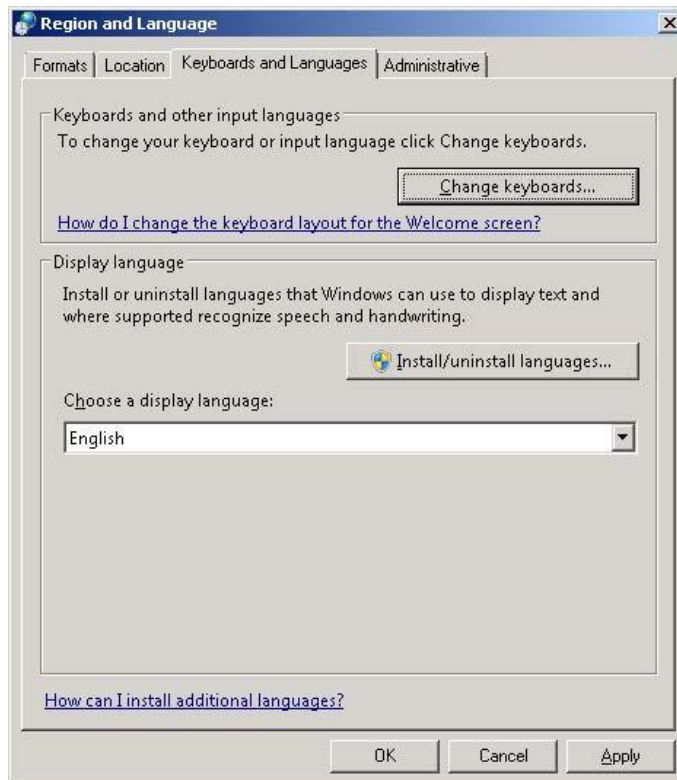 Region and Language
Formats Location Keyboards and Languages Administrative
Keyboards and other input languages
To change your keyboard or input language click Change keyboards.
Change keyboards...
How do I change the keyboard layout for the Welcome screen?
Display language
Install or uninstall languages that Windows can use to display text and
where supported recognize speech and handwriting.
Install/uninstall languages...
Choose a display language:
English
How can I install additional languages?
OK Cancel Apply